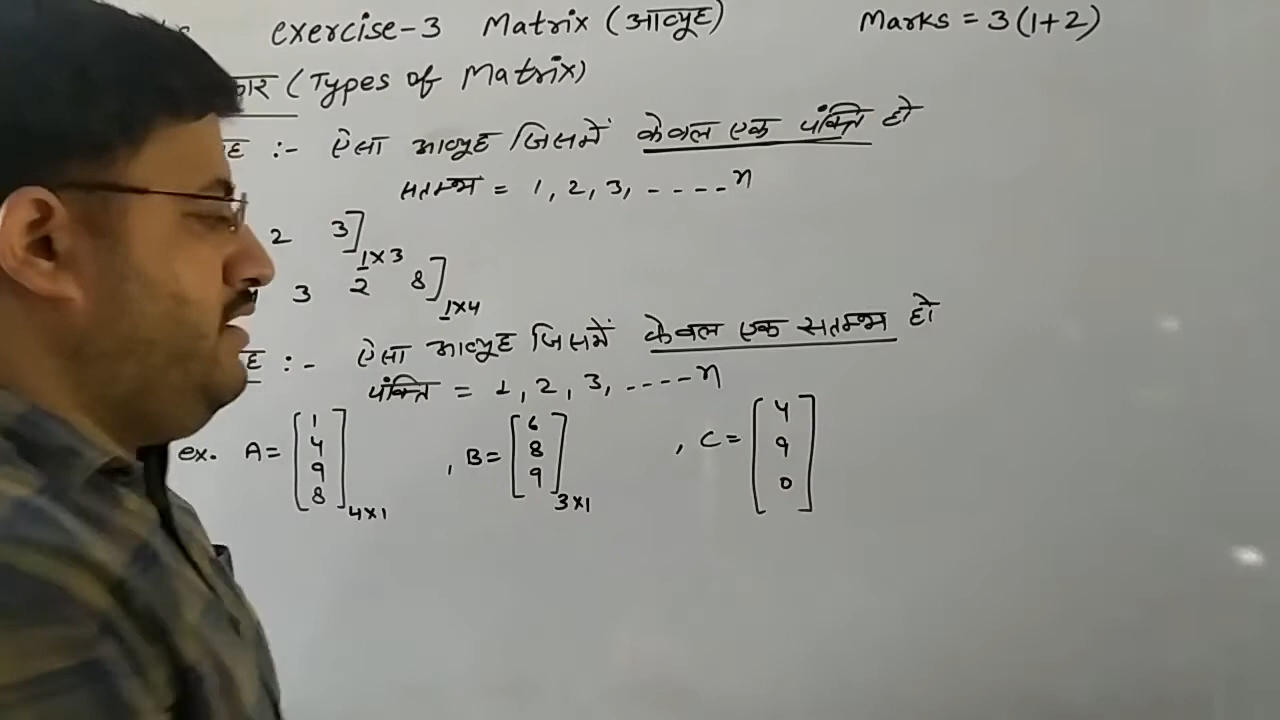 exercise-3 Matrix (आव्यूह) Marks = 3 (1+2)
(Types of Matrix)
:- ऐसा आव्यूह जिसमें केवल एक पंक्ति हो
सतम्भ = 1, 2, 3, ---- n
2 3]1×3
3 2 8]1×4
:- ऐसा आव्यूह जिसमें केवल एक सतम्भ हो
पंक्ति = 1, 2, 3, ---- n
ex. A = [1 4 9 8]4×1 , B = [6 8 9]3×1 , C = [4 9 0]